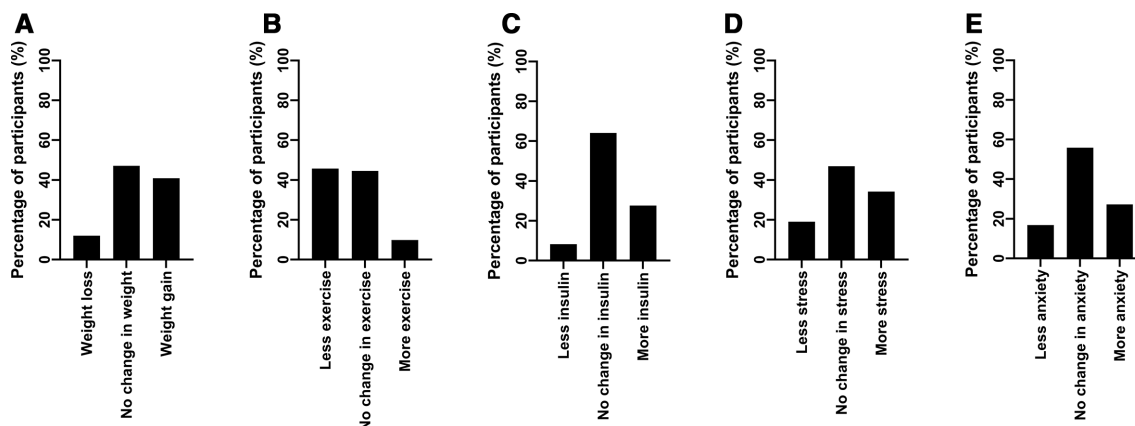 A
Percentage of participants (%)
0
20
40
60
80
100
Weight loss
No change in weight
Weight gain
B
Percentage of participants (%)
0
20
40
60
80
100
Less exercise
No change in exercise
More exercise
C
Percentage of participants (%)
0
20
40
60
80
100
Less insulin
No change in insulin
More insulin
D
Percentage of participants (%)
0
20
40
60
80
100
Less stress
No change in stress
More stress
E
Percentage of participants (%)
0
20
40
60
80
100
Less anxiety
No change in anxiety
More anxiety